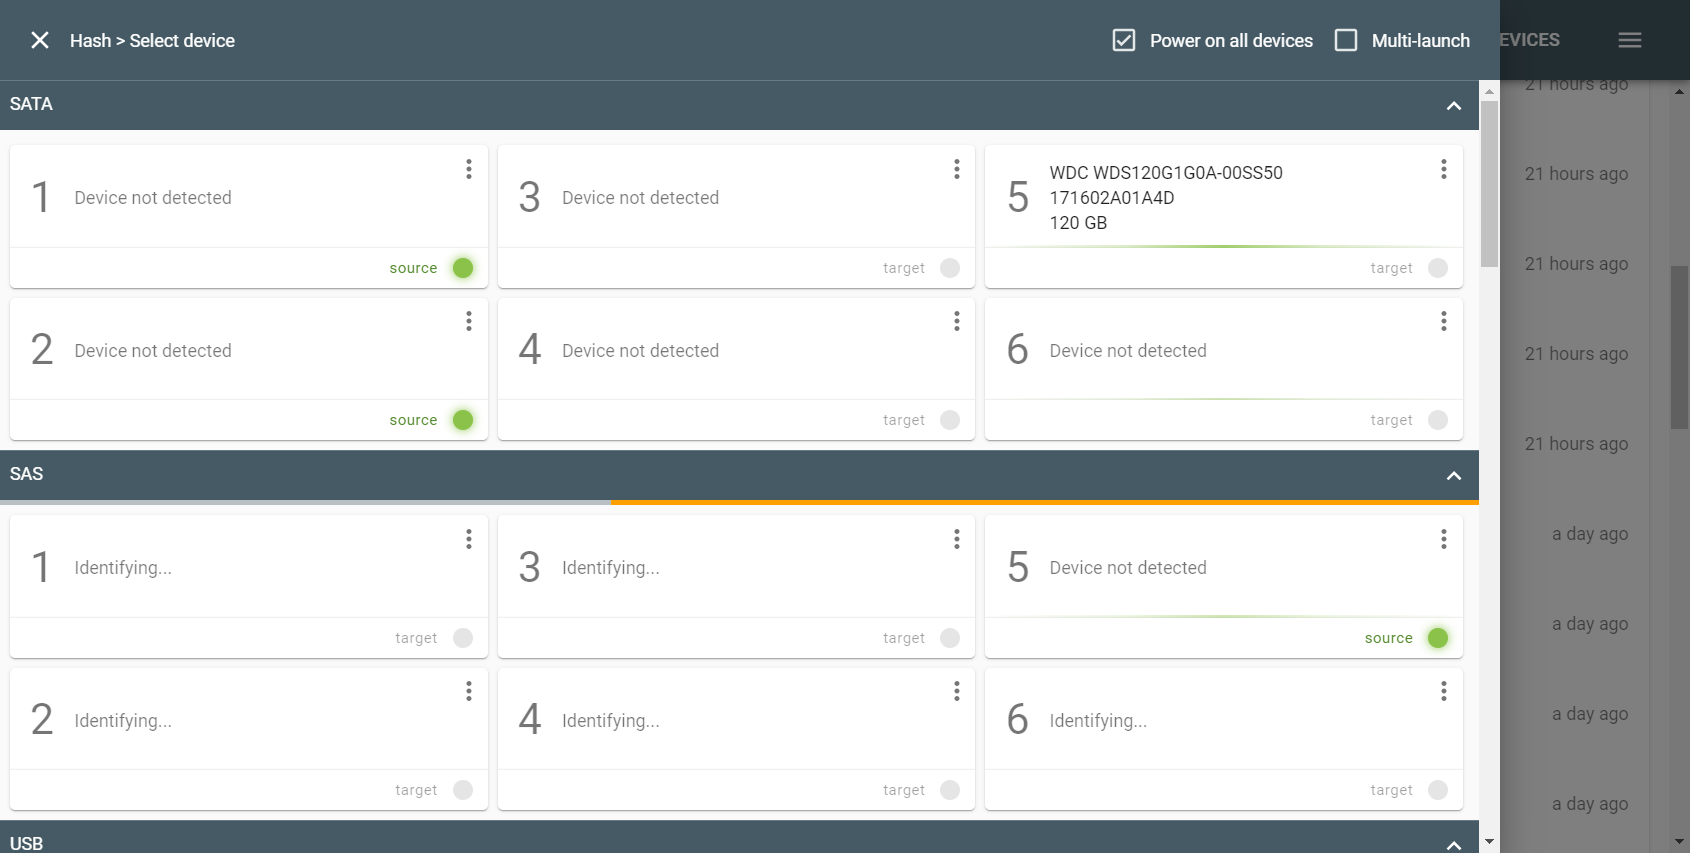 Hash > Select device
Power on all devices
Multi-launch
EVICES
SATA
1 Device not detected
source
3 Device not detected
target
5 WDC WDS120G1G0A-00SS50
171602A01A4D
120 GB
target
2 Device not detected
source
4 Device not detected
target
6 Device not detected
target
SAS
1 Identifying...
target
3 Identifying...
target
5 Device not detected
source
2 Identifying...
target
4 Identifying...
target
6 Identifying...
target
USB
21 hours ago
21 hours ago
21 hours ago
21 hours ago
21 hours ago
a day ago
a day ago
a day ago
a day ago